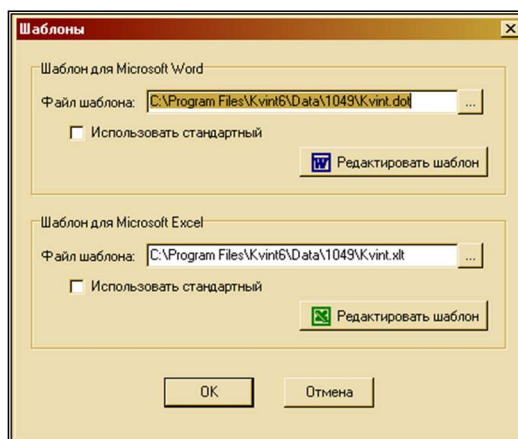 Шаблоны
Шаблон для Microsoft Word
Файл шаблона: C:\Program Files\Kvint6\Data\1049\Kvint.dot ...
Использовать стандартный
Редактировать шаблон
Шаблон для Microsoft Excel
Файл шаблона: C:\Program Files\Kvint6\Data\1049\Kvint.xlt ...
Использовать стандартный
Редактировать шаблон
OK Отмена